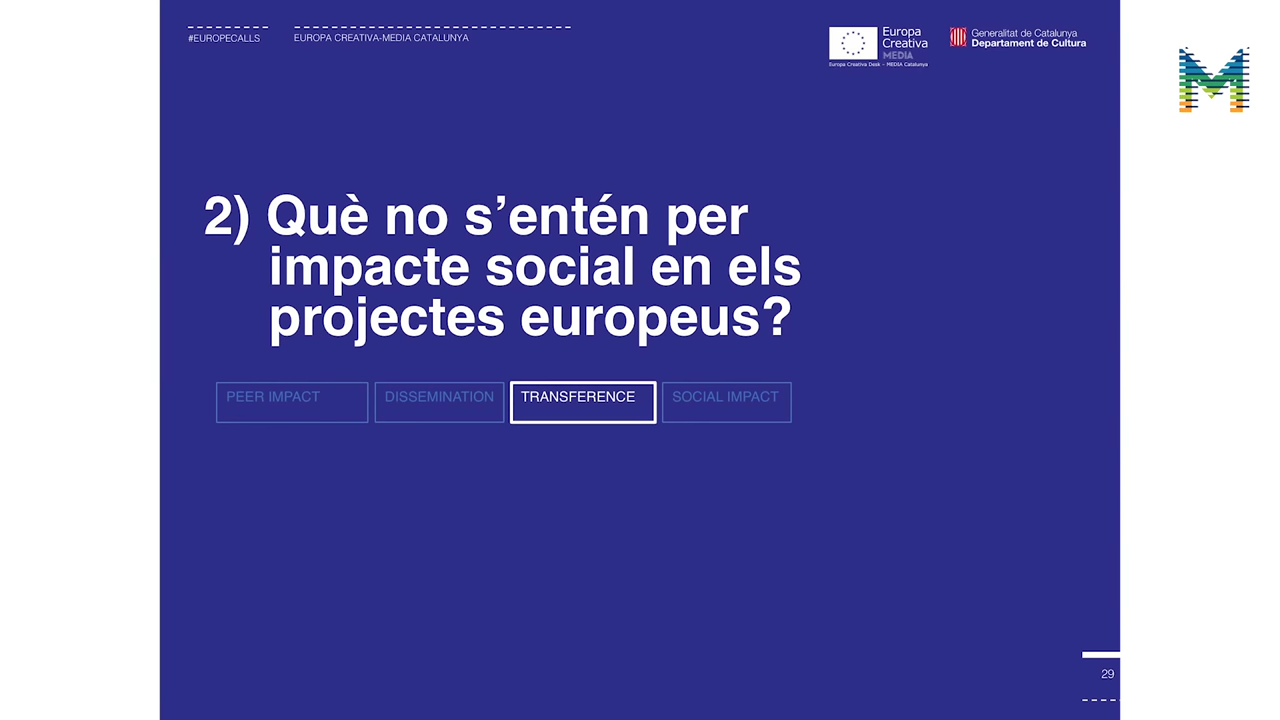 #EUROPECALLS
EUROPA CREATIVA-MEDIA CATALUNYA
Europa
Creativa
MEDIA
Europa Creativa Desk - MEDIA Catalunya
Generalitat de Catalunya
Departament de Cultura
M
2) Què no s’entén per
impacte social en els
projectes europeus?
PEER IMPACT
DISSEMINATION
TRANSFERENCE
SOCIAL IMPACT
29